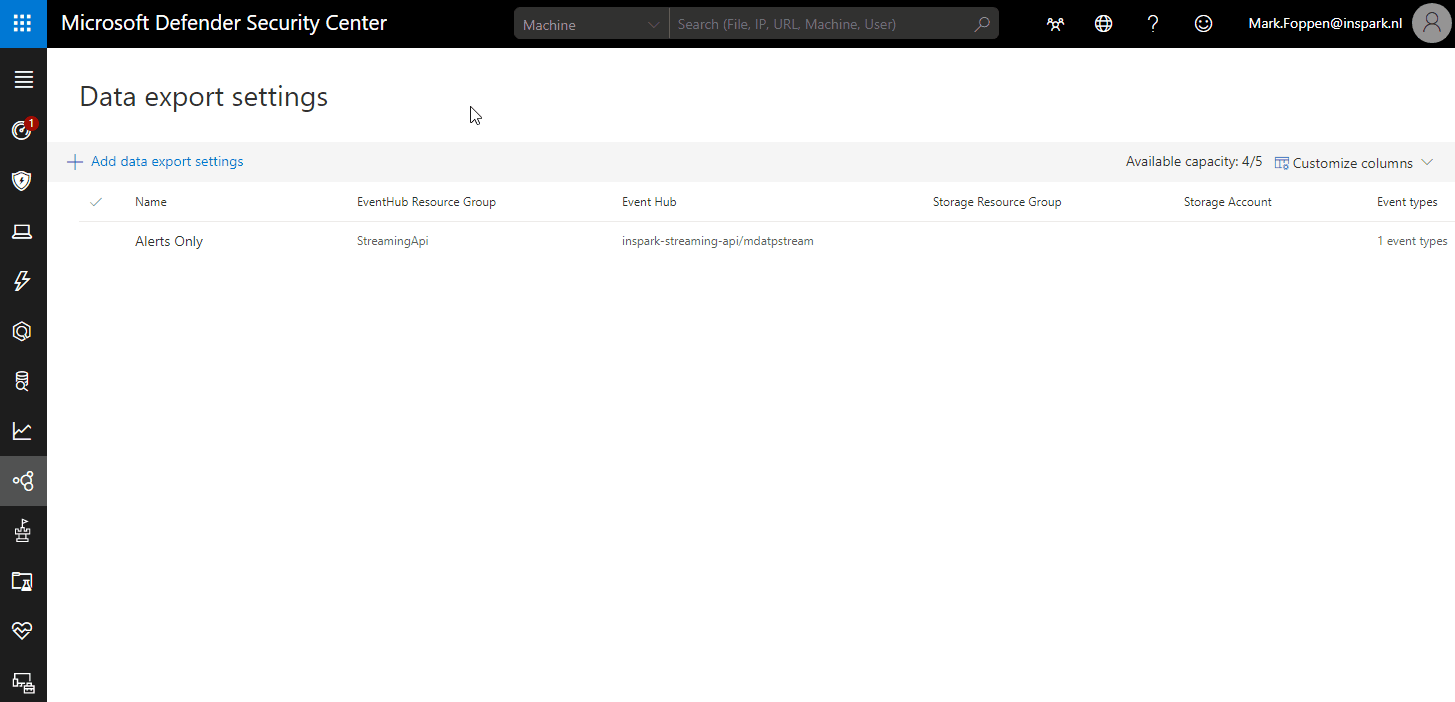 Microsoft Defender Security Center
Machine
Search (File, IP, URL, Machine, User)
?
Mark.Foppen@inspark.nl
1
Data export settings
Add data export settings
Available capacity: 4/5
Customize columns
Name EventHub Resource Group Event Hub Storage Resource Group Storage Account Event types
Alerts Only StreamingApi inspark-streaming-api/mdatpstream 1 event types